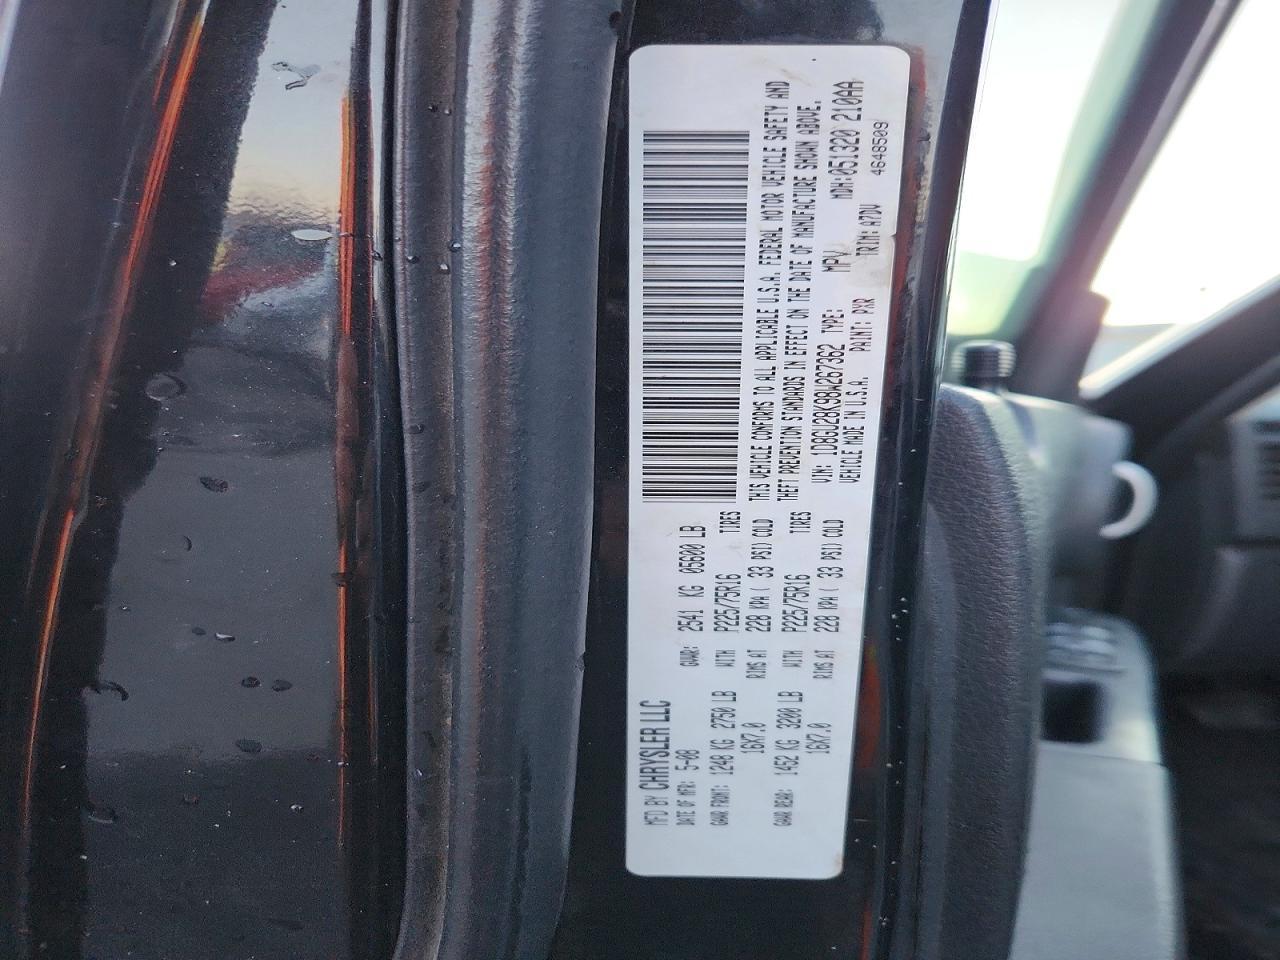 MFD BY CHRYSLER LLC
DATE OF MFR: 5-08 GVWR: 2541 KG 05600 LB
GAWR FRONT: 1248 KG 2750 LB WITH P225/75R16 TIRES
16X7.0 RIMS AT 228 KPA ( 33 PSI) COLD
GAWR REAR: 1452 KG 3200 LB WITH P225/75R16 TIRES
16X7.0 RIMS AT 228 KPA ( 33 PSI) COLD
THIS VEHICLE CONFORMS TO ALL APPLICABLE U.S.A. FEDERAL MOTOR VEHICLE SAFETY AND
THEFT PREVENTION STANDARDS IN EFFECT ON THE DATE OF MANUFACTURE SHOWN ABOVE.
VIN: 1D8GU28K98W267362 TYPE: MPV MDH:051320 210AA
VEHICLE MADE IN U.S.A. PAINT: PXR TRIM: A7DV 4648509